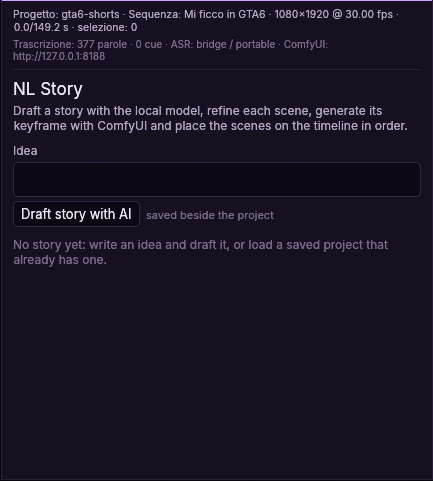 Progetto: gta6-shorts · Sequenza: Mi ficco in GTA6 · 1080×1920 @ 30.00 fps ·
0.0/149.2 s · selezione: 0
Trascrizione: 377 parole · 0 cue · ASR: bridge / portable · ComfyUI:
http://127.0.0.1:8188
NL Story
Draft a story with the local model, refine each scene, generate its
keyframe with ComfyUI and place the scenes on the timeline in order.
Idea
Draft story with AI saved beside the project
No story yet: write an idea and draft it, or load a saved project that
already has one.